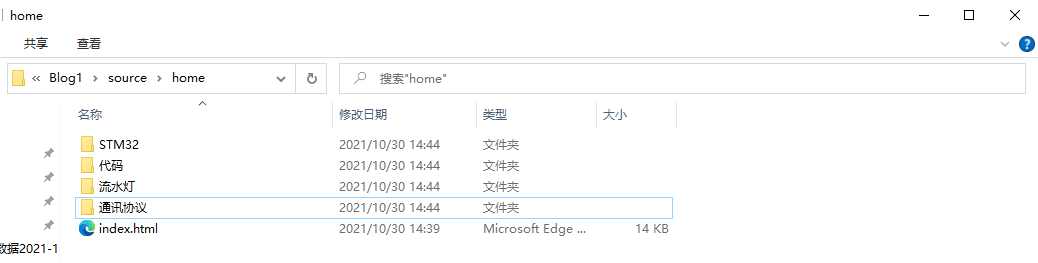 home
共享 查看
?
« Blog1 > source > home 搜索"home"
名称 修改日期 类型 大小
STM32 2021/10/30 14:44 文件夹
代码 2021/10/30 14:44 文件夹
流水灯 2021/10/30 14:44 文件夹
通讯协议 2021/10/30 14:44 文件夹
index.html 2021/10/30 14:39 Microsoft Edge ... 14 KB
数据2021-1